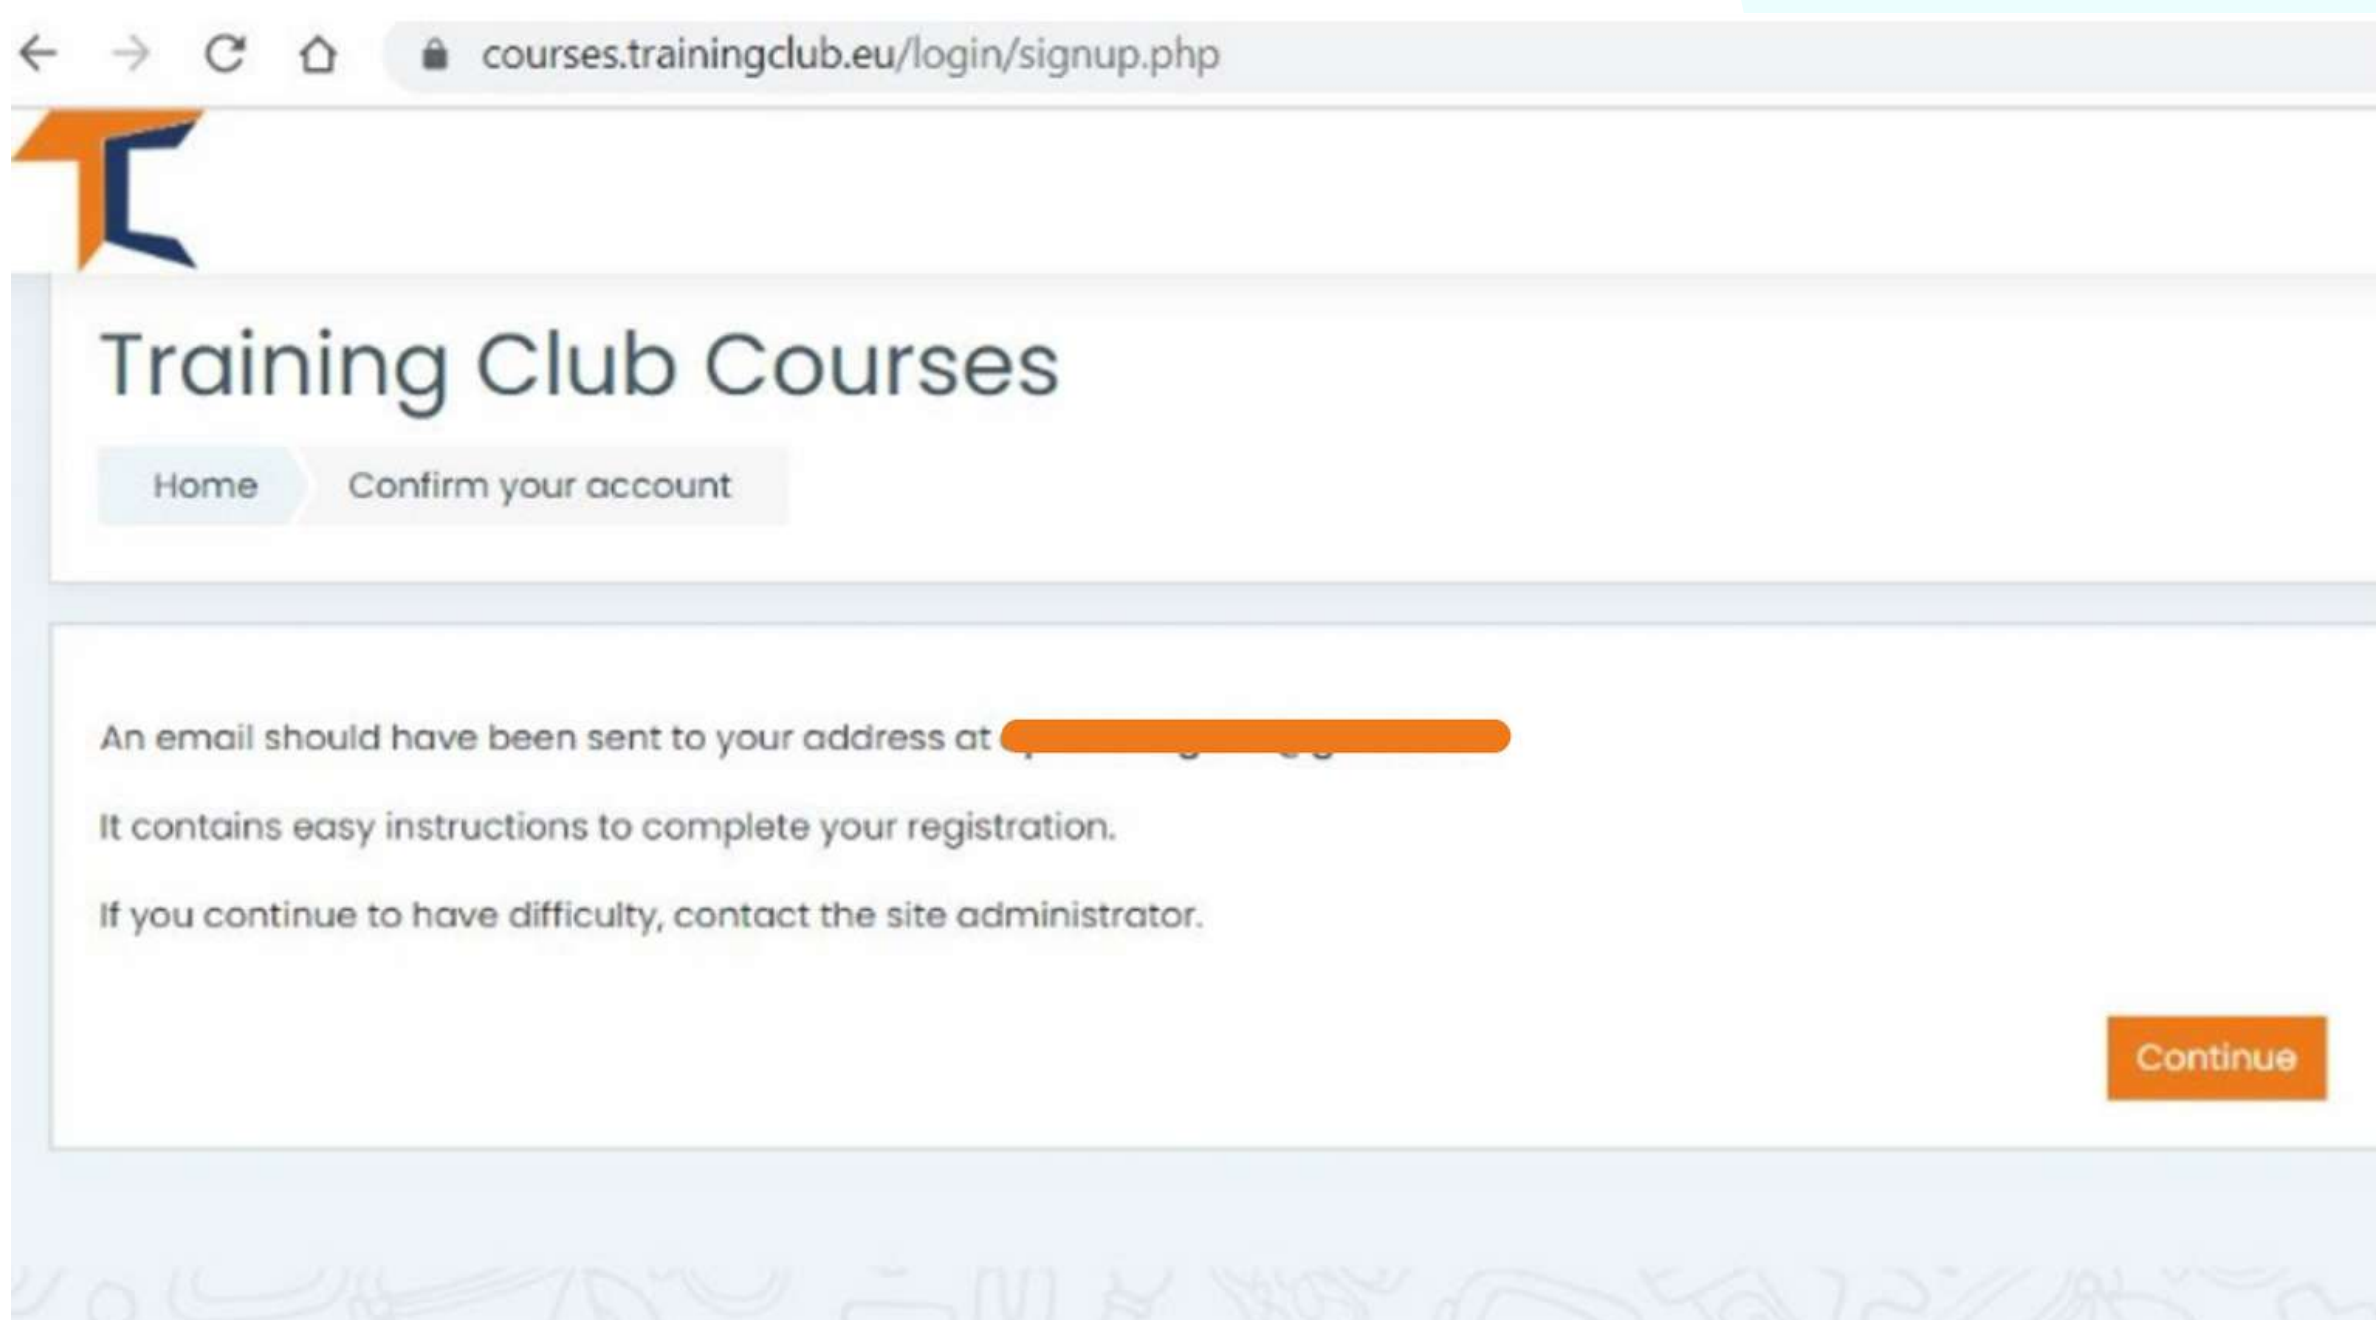 courses.trainingclub.eu/login/signup.php
TC
Training Club Courses
Home Confirm your account
An email should have been sent to your address at
It contains easy instructions to complete your registration.
If you continue to have difficulty, contact the site administrator.
Continue